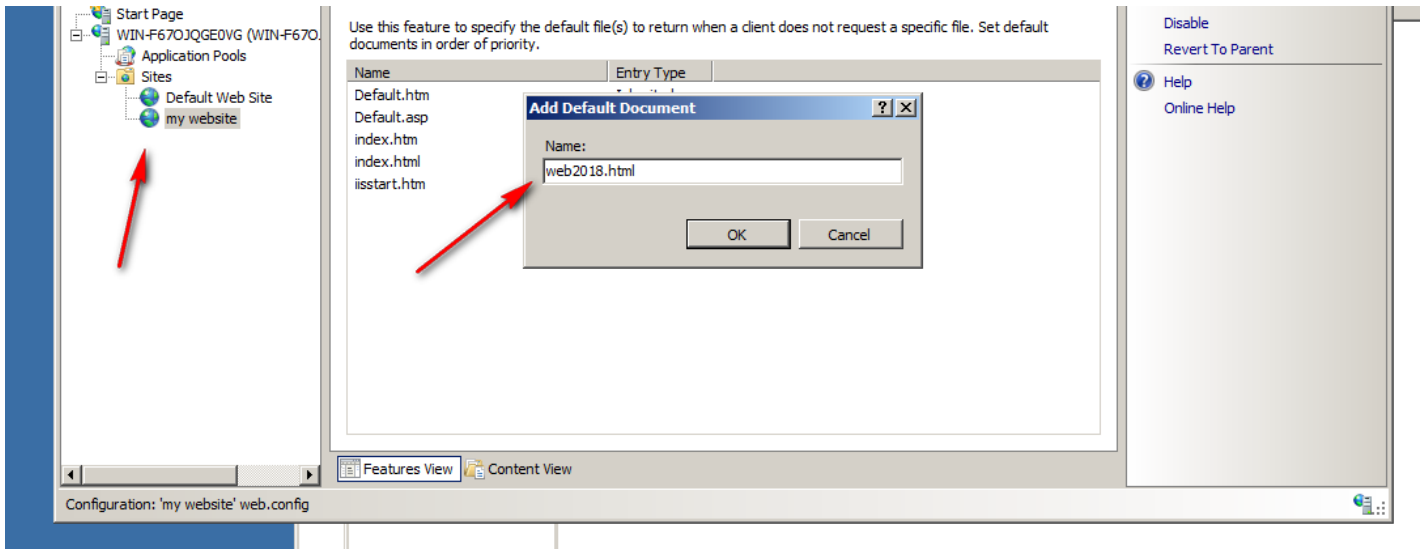 Start Page
WIN-F67OJQGE0VG (WIN-F67O.
Application Pools
Sites
Default Web Site
my website
Use this feature to specify the default file(s) to return when a client does not request a specific file. Set default
documents in order of priority.
Name Entry Type
Default.htm
Default.asp
index.htm
index.html
iisstart.htm
Add Default Document
Name:
web2018.html
OK Cancel
Disable
Revert To Parent
Help
Online Help
Features View Content View
Configuration: 'my website' web.config